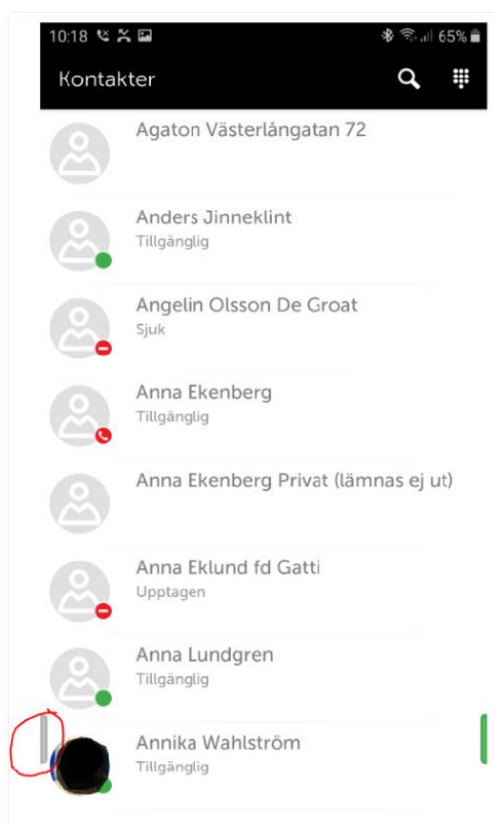 10:18 65%
Kontakter
Agaton Västerlångatan 72
Anders Jinneklint
Tillgänglig
Angelin Olsson De Groat
Sjuk
Anna Ekenberg
Tillgänglig
Anna Ekenberg Privat (lämnas ej ut)
Anna Eklund fd Gatti
Upptagen
Anna Lundgren
Tillgänglig
Annika Wahlström
Tillgänglig